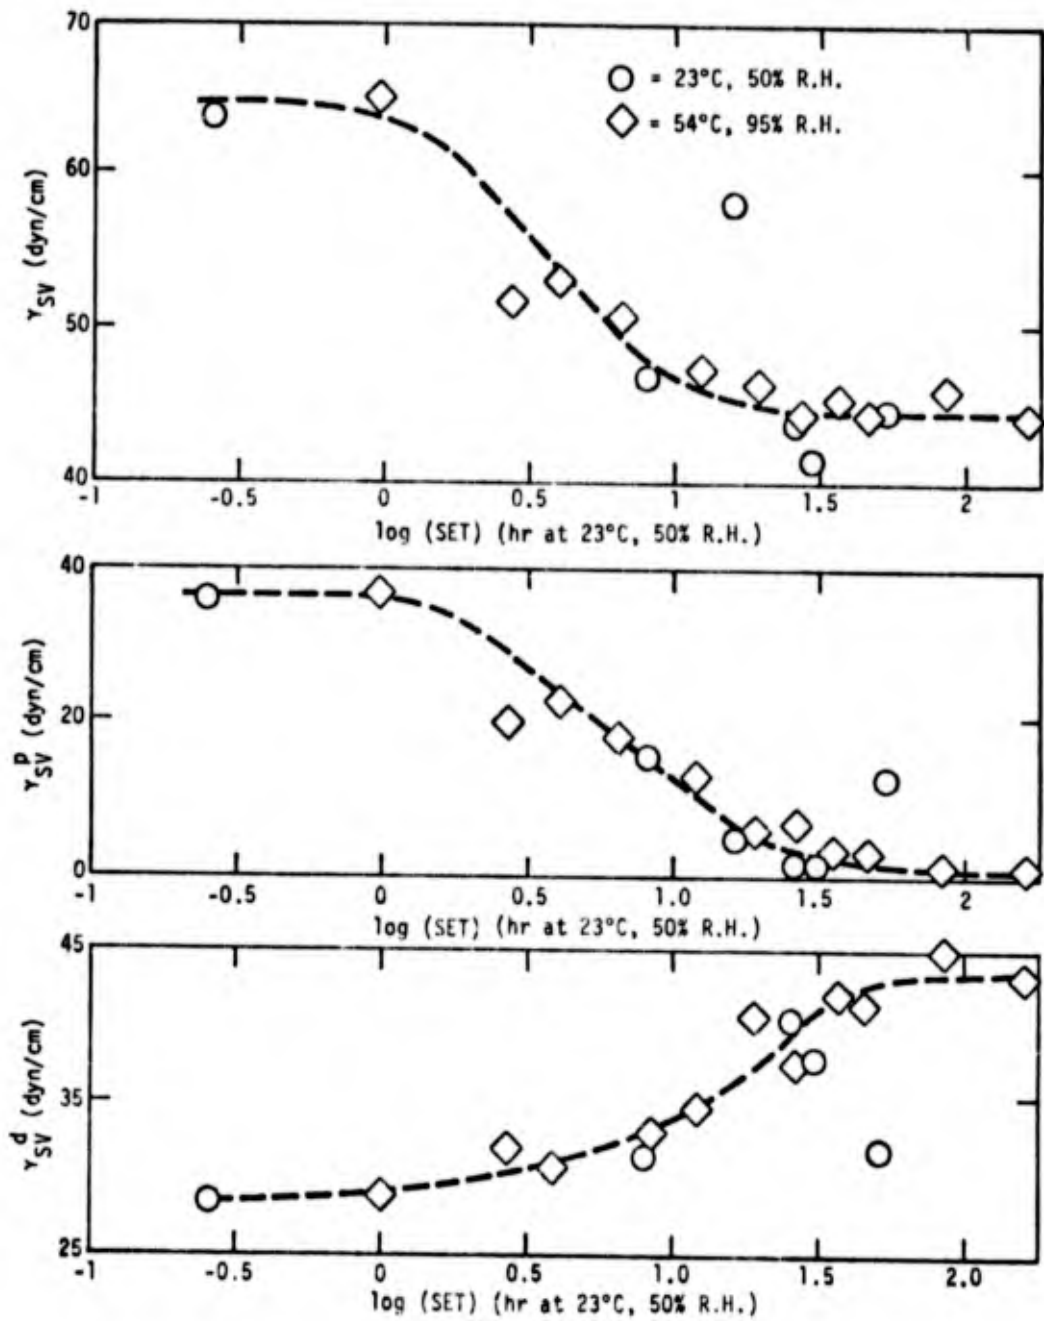 70
60
50
40
γSV (dyn/cm)
O = 23°C, 50% R.H.
◇ = 54°C, 95% R.H.
-1 -0.5 0 0.5 1 1.5 2
log (SET) (hr at 23°C, 50% R.H.)
40
20
0
γSV^p (dyn/cm)
-1 -0.5 0 0.5 1.0 1.5 2
log (SET) (hr at 23°C, 50% R.H.)
45
35
25
γSV^d (dyn/cm)
-1 -0.5 0 0.5 1.0 1.5 2.0
log (SET) (hr at 23°C, 50% R.H.)